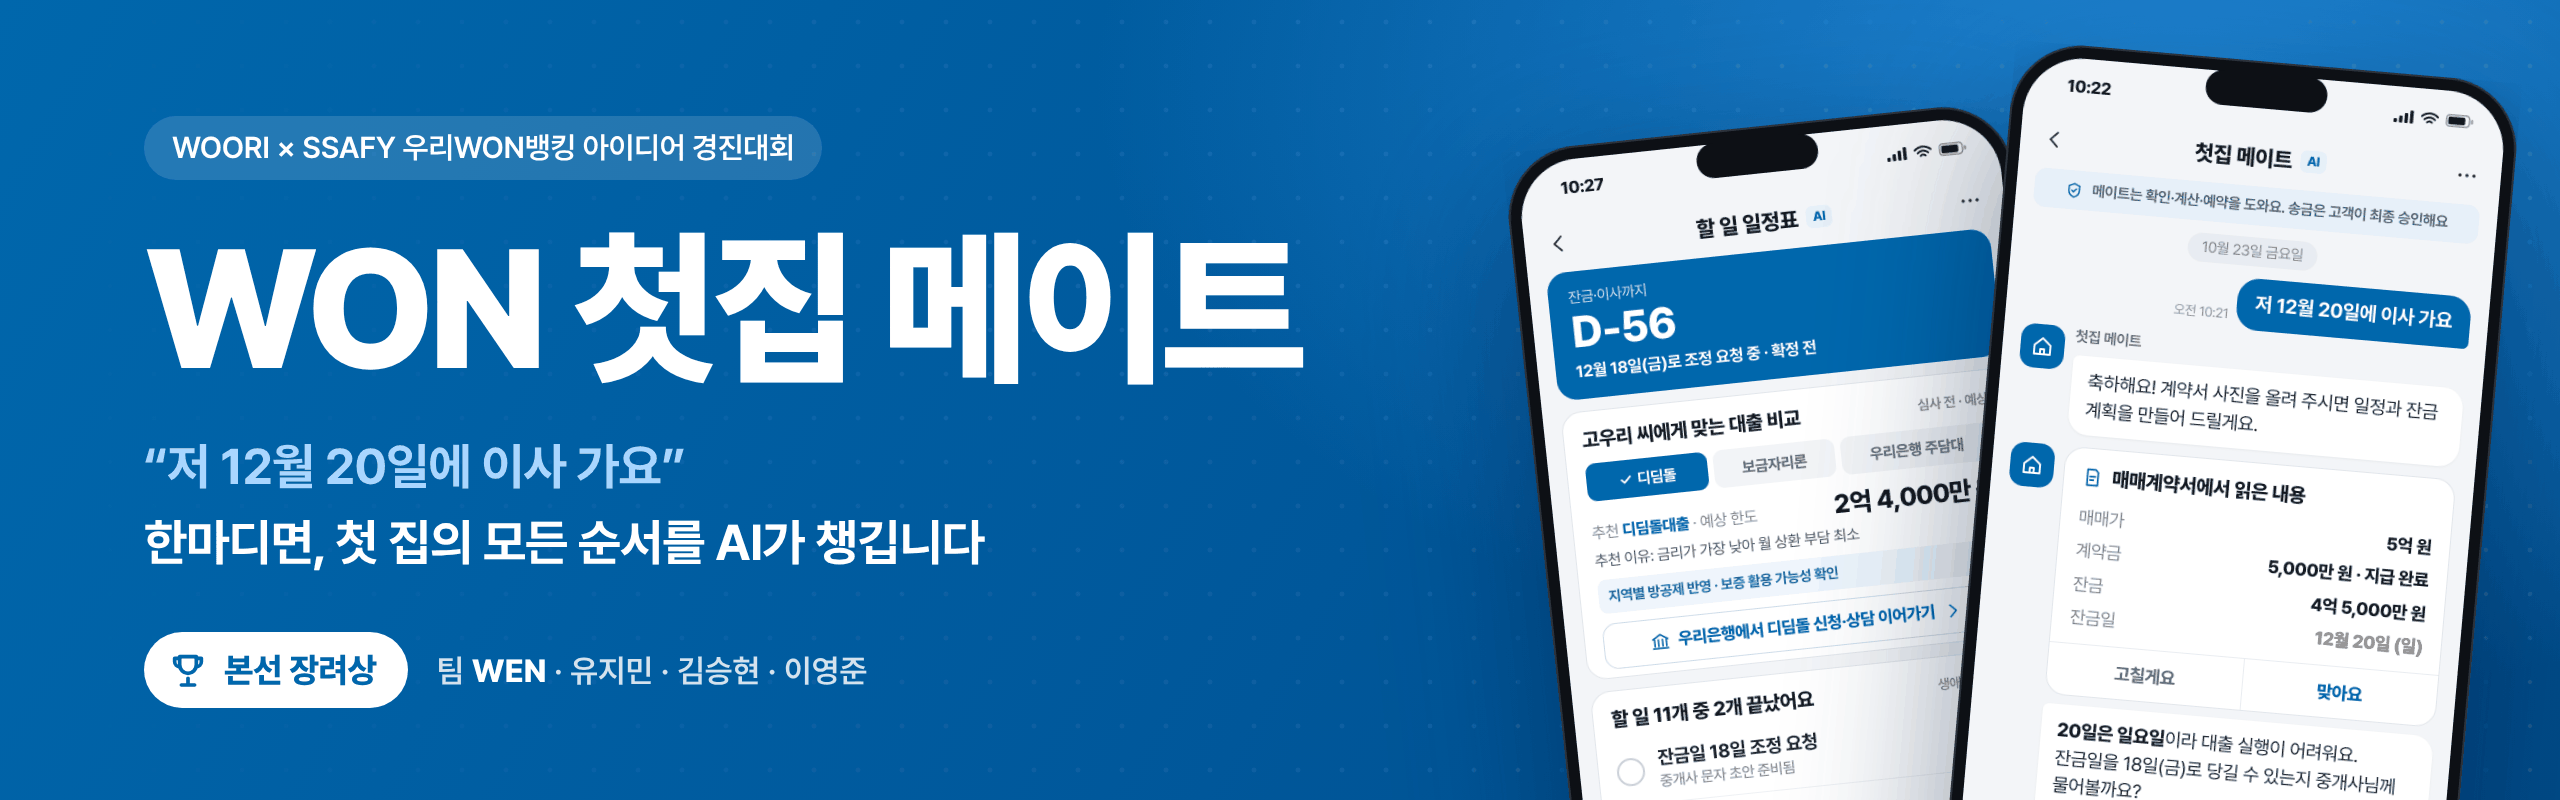 WOORI × SSAFY 우리WON뱅킹 아이디어 경진대회
WON 첫집 메이트
“저 12월 20일에 이사 가요”
한마디면, 첫 집의 모든 순서를 AI가 챙깁니다
본선 장려상
팀 WEN · 유지민 · 김승현 · 이영준
10:27
할 일 일정표 AI
잔금·이사까지
D-56
12월 18일(금)로 조정 요청 중 · 확정 전
고우리 씨에게 맞는 대출 비교
심사 전 · 예상
디딤돌
보금자리론
우리은행 주담대
추천 디딤돌대출 · 예상 한도
2억 4,000만
추천 이유: 금리가 가장 낮아 월 상환 부담 최소
지역별 방공제 반영 · 보증 활용 가능성 확인
우리은행에서 디딤돌 신청·상담 이어가기
할 일 11개 중 2개 끝났어요
생애
잔금일 18일 조정 요청
중개사 문자 초안 준비됨
10:22
첫집 메이트 AI
메이트는 확인·계산·예약을 도와요. 송금은 고객이 최종 승인해요
10월 23일 금요일
오전 10:21
저 12월 20일에 이사 가요
첫집 메이트
축하해요! 계약서 사진을 올려 주시면 일정과 잔금
계획을 만들어 드릴게요.
매매계약서에서 읽은 내용
매매가
5억 원
계약금
5,000만 원 · 지급 완료
잔금
4억 5,000만 원
잔금일
12월 20일 (일)
고칠게요
맞아요
20일은 일요일이라 대출 실행이 어려워요.
잔금일을 18일(금)로 당길 수 있는지 중개사님께
물어볼까요?